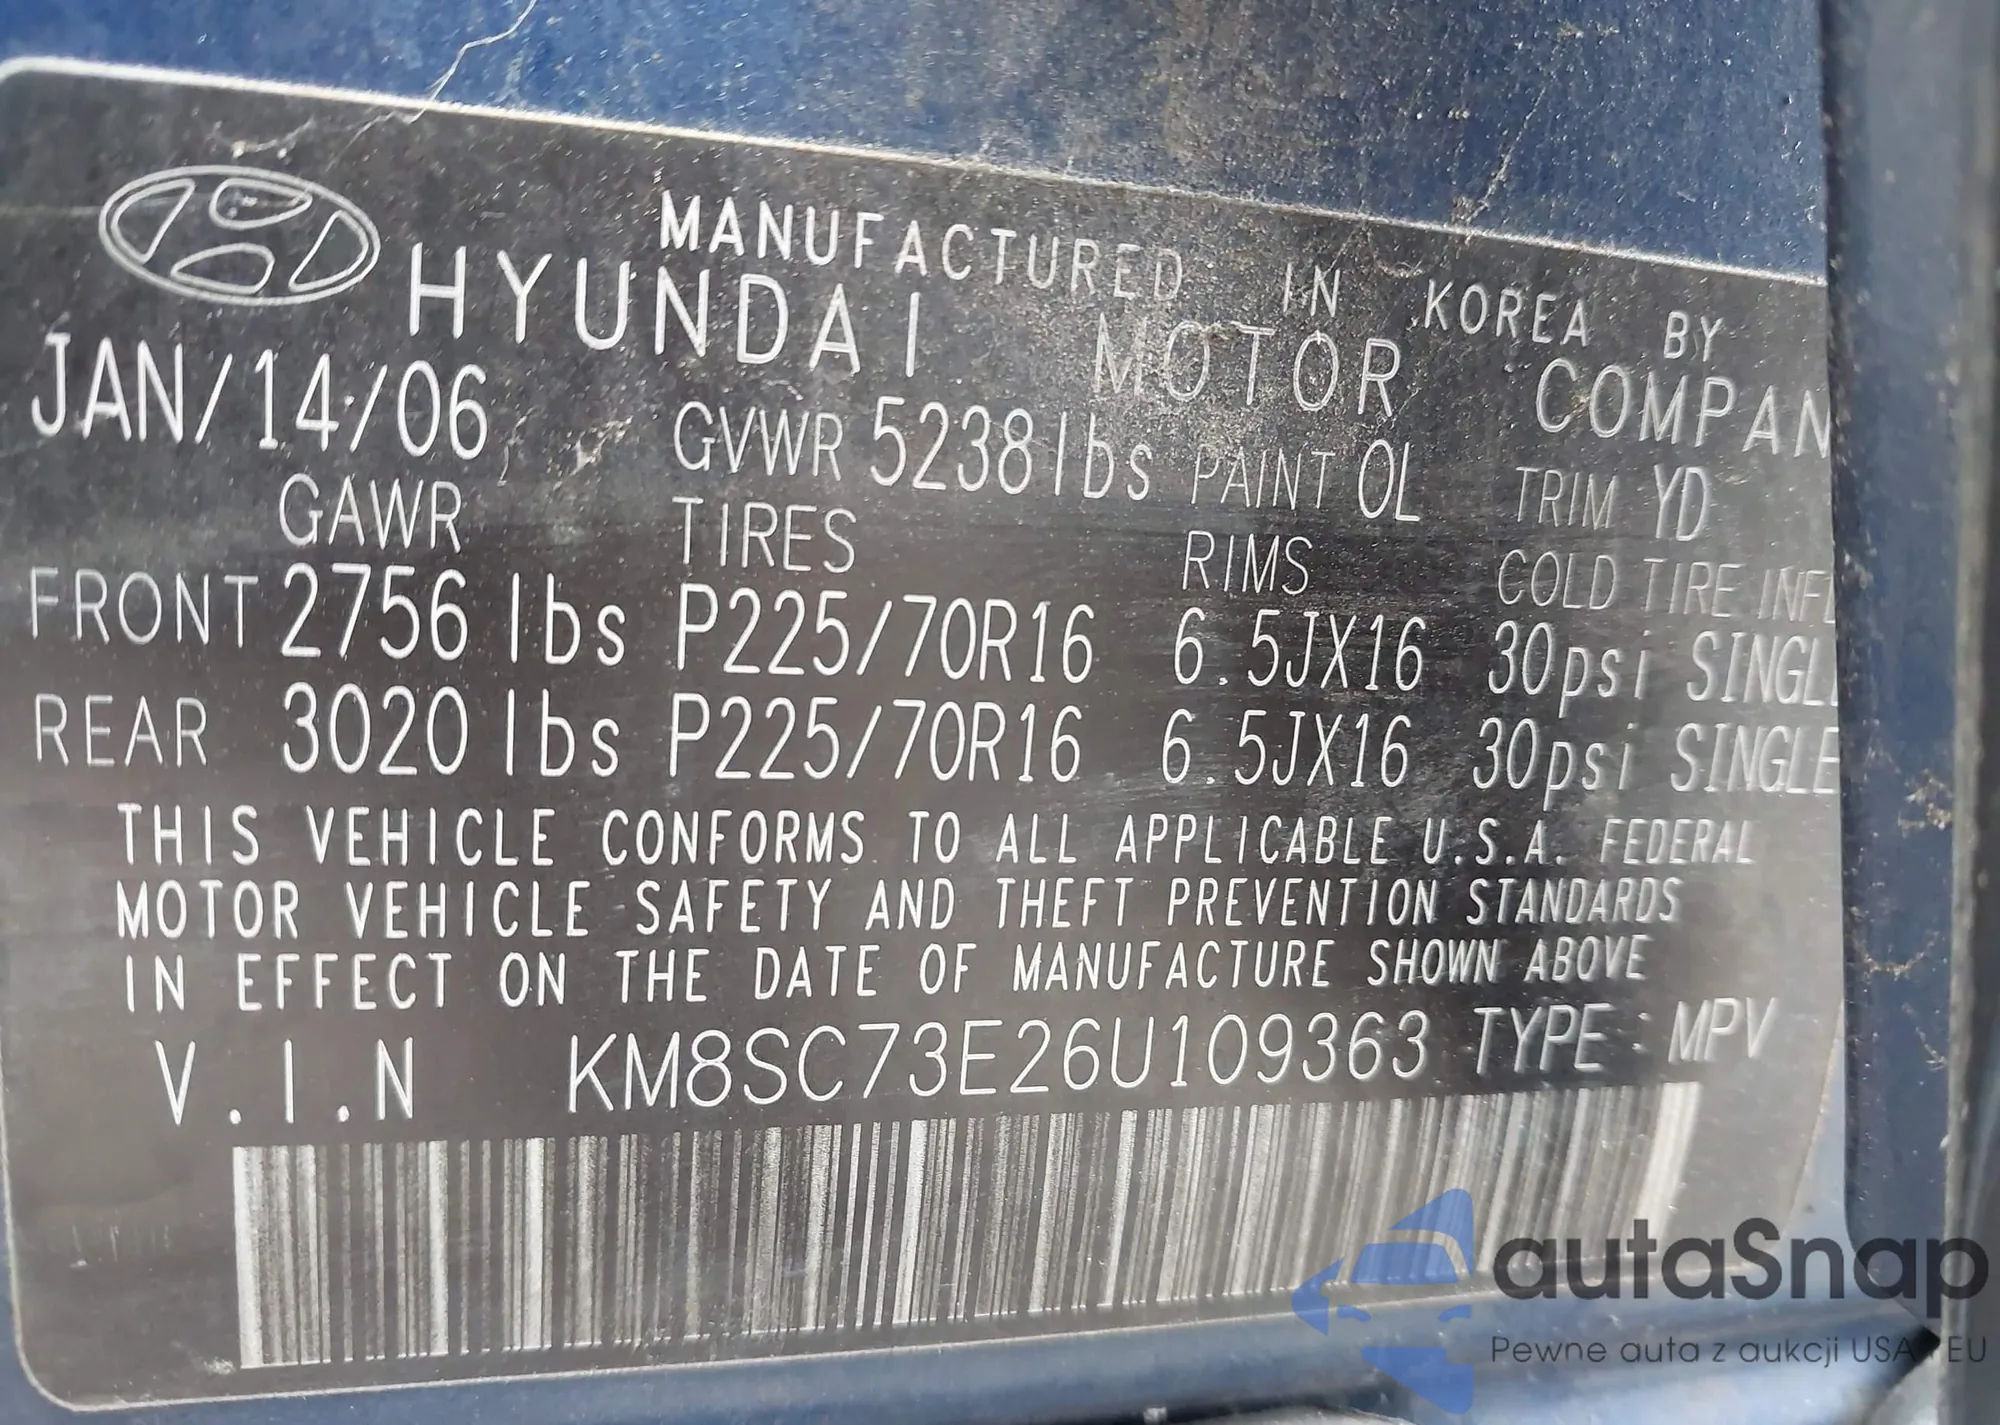 MANUFACTURED IN KOREA BY
HYUNDAI MOTOR COMPAN
JAN/14/06 GVWR 5238lbs PAINT OL TRIM YD
GAWR TIRES RIMS COLD TIRE INFL
FRONT 2756 lbs P225/70R16 6.5JX16 30psi SINGLE
REAR 3020 lbs P225/70R16 6.5JX16 30psi SINGLE
THIS VEHICLE CONFORMS TO ALL APPLICABLE U.S.A. FEDERAL
MOTOR VEHICLE SAFETY AND THEFT PREVENTION STANDARDS
IN EFFECT ON THE DATE OF MANUFACTURE SHOWN ABOVE
V.I.N KM8SC73E26U109363 TYPE : MPV
autaSnap
Pewne auta z aukcji USA i EU